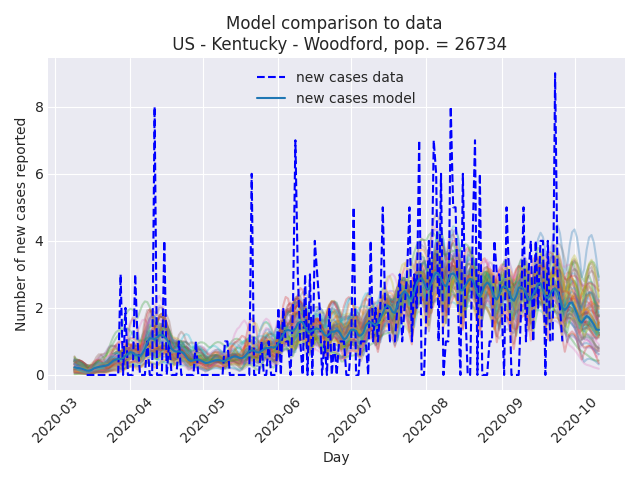 Model comparison to data
US - Kentucky - Woodford, pop. = 26734
new cases data
new cases model
Number of new cases reported
8
6
4
2
0
2020-03
2020-04
2020-05
2020-06
2020-07
2020-08
2020-09
2020-10
Day